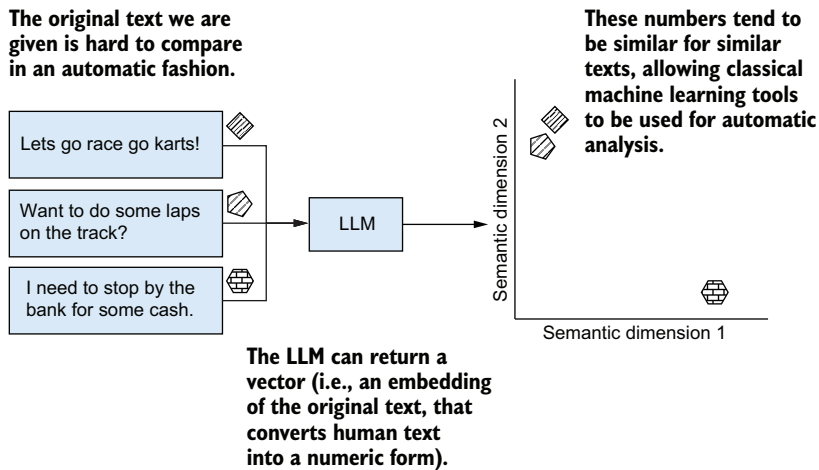 The original text we are
given is hard to compare
in an automatic fashion.
These numbers tend to
be similar for similar
texts, allowing classical
machine learning tools
to be used for automatic
analysis.
Lets go race go karts!
Want to do some laps
on the track?
I need to stop by the
bank for some cash.
LLM
Semantic dimension 2
Semantic dimension 1
The LLM can return a
vector (i.e., an embedding
of the original text, that
converts human text
into a numeric form).